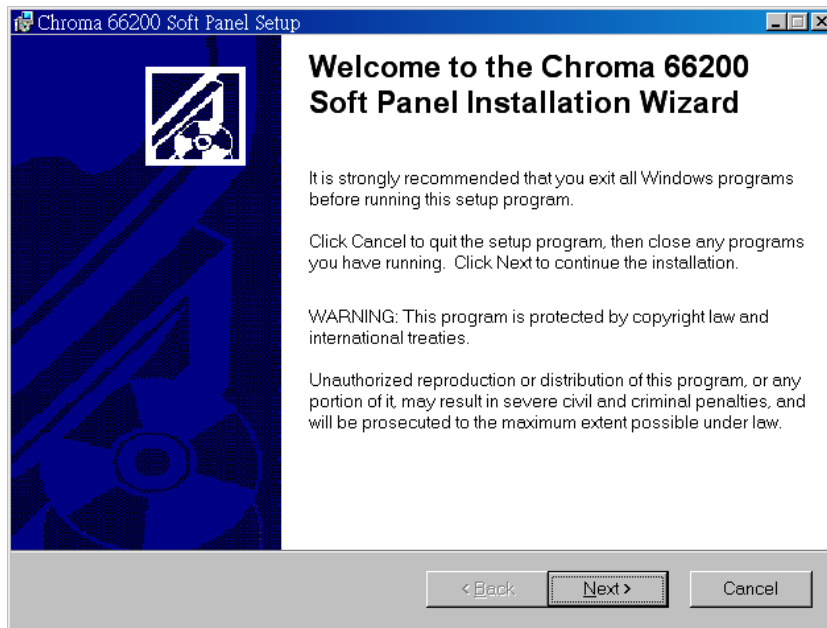 Chroma 66200 Soft Panel Setup
Welcome to the Chroma 66200
Soft Panel Installation Wizard
It is strongly recommended that you exit all Windows programs
before running this setup program.
Click Cancel to quit the setup program, then close any programs
you have running. Click Next to continue the installation.
WARNING: This program is protected by copyright law and
international treaties.
Unauthorized reproduction or distribution of this program, or any
portion of it, may result in severe civil and criminal penalties, and
will be prosecuted to the maximum extent possible under law.
< Back Next > Cancel